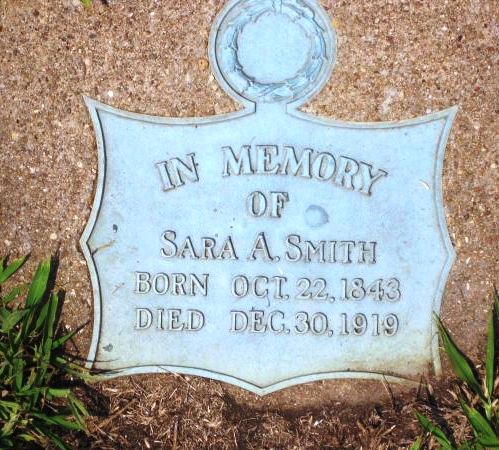 IN MEMORY
OF
SARA A. SMITH
BORN OCT. 22, 1843
DIED DEC. 30, 1919